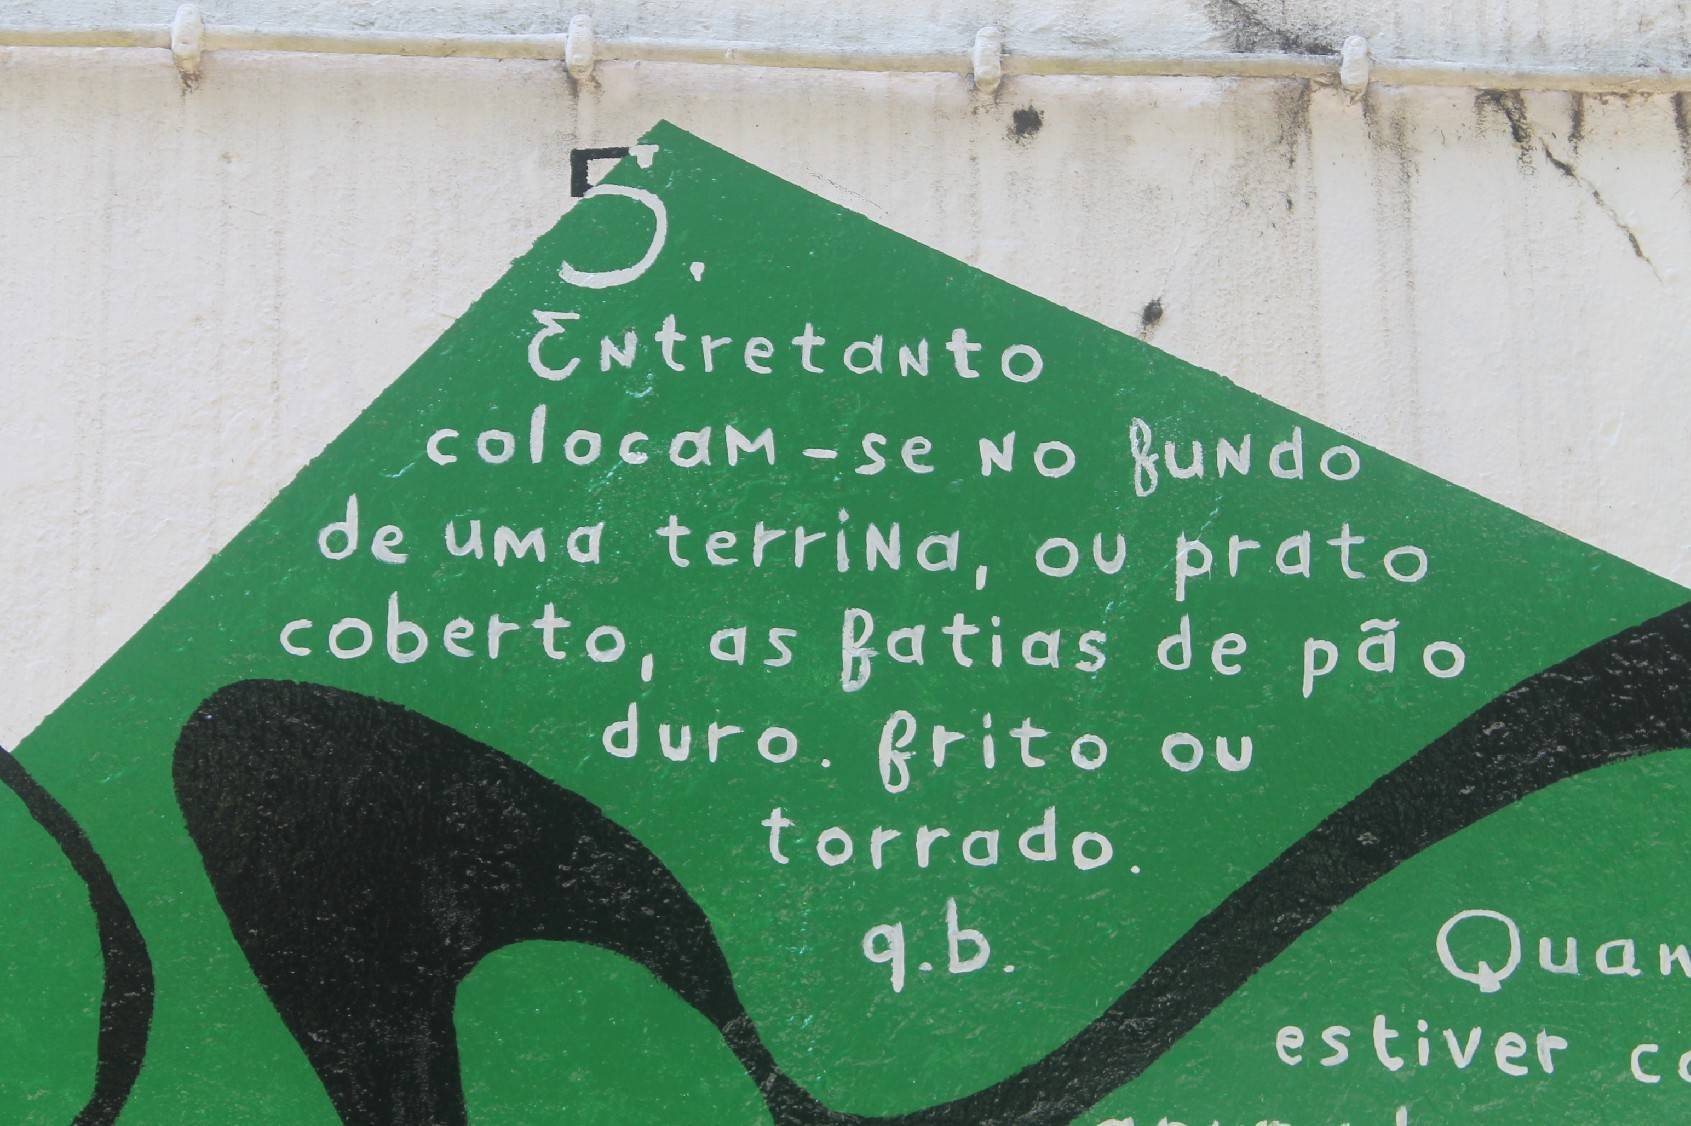 5.
Entretanto
colocam-se no fundo
de uma terrina, ou prato
coberto, as fatias de pão
duro. frito ou
torrado.
q.b.
estiver